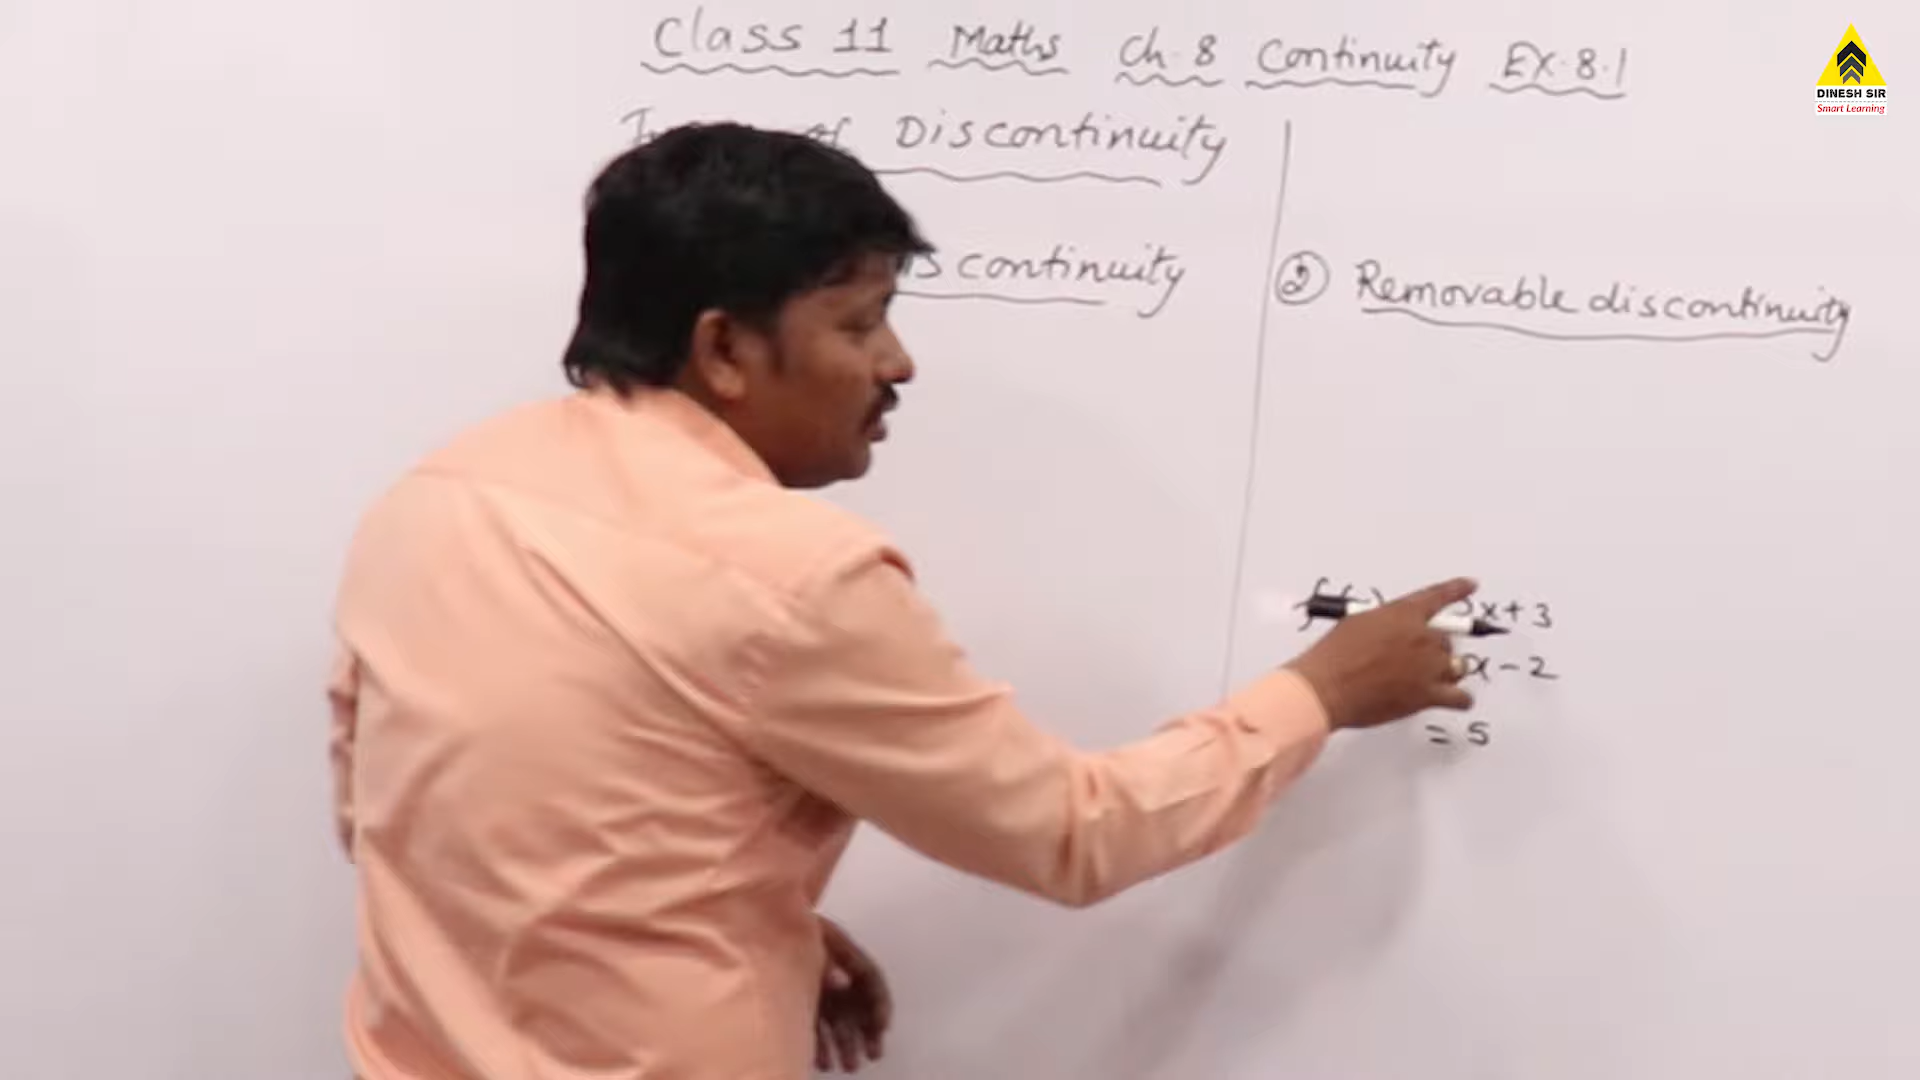 Class 11 Maths Ch. 8 Continuity EX. 8.1
of Discontinuity
discontinuity
② Removable discontinuity
x+3
x-2
= 5
DINESH SIR
Smart Learning